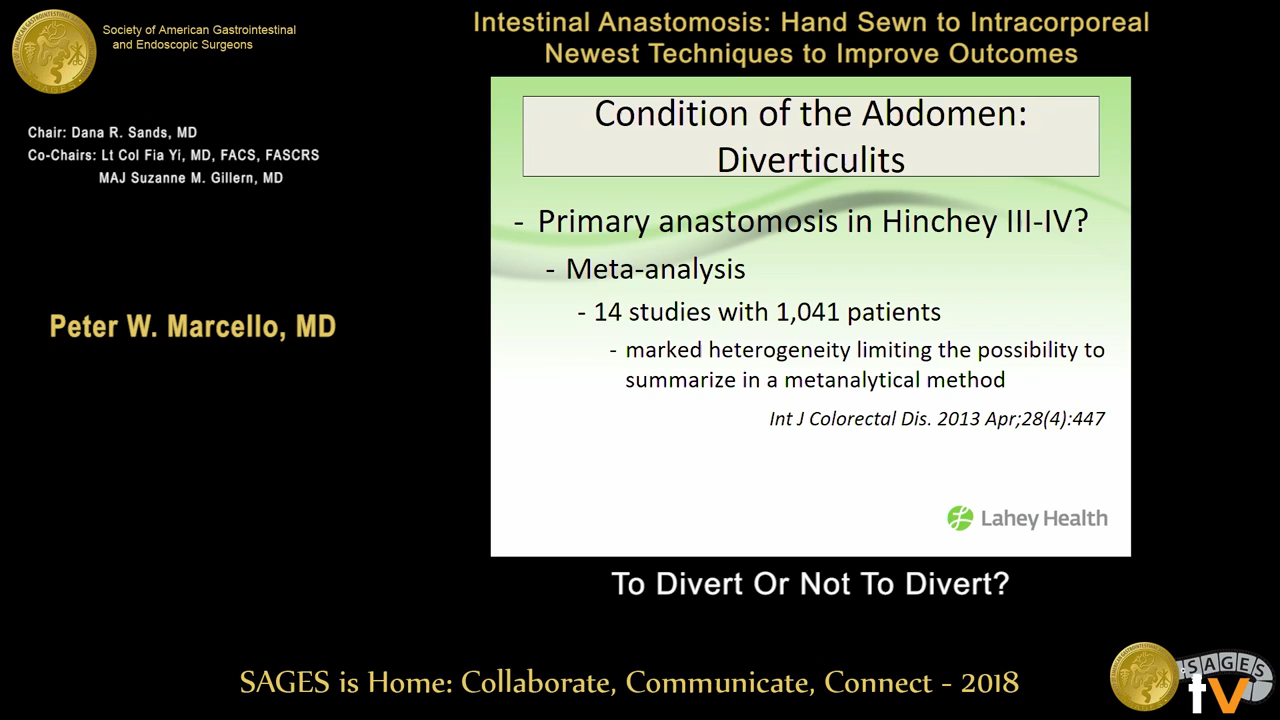 Society of American Gastrointestinal
and Endoscopic Surgeons
Intestinal Anastomosis: Hand Sewn to Intracorporeal
Newest Techniques to Improve Outcomes
Chair: Dana R. Sands, MD
Co-Chairs: Lt Col Fia Yi, MD, FACS, FASCRS
MAJ Suzanne M. Gillern, MD
Peter W. Marcello, MD
Condition of the Abdomen:
Diverticulits
- Primary anastomosis in Hinchey III-IV?
- Meta-analysis
- 14 studies with 1,041 patients
- marked heterogeneity limiting the possibility to
summarize in a metanalytical method
Int J Colorectal Dis. 2013 Apr;28(4):447
Lahey Health
To Divert Or Not To Divert?
SAGES is Home: Collaborate, Communicate, Connect - 2018
SAGES
tv